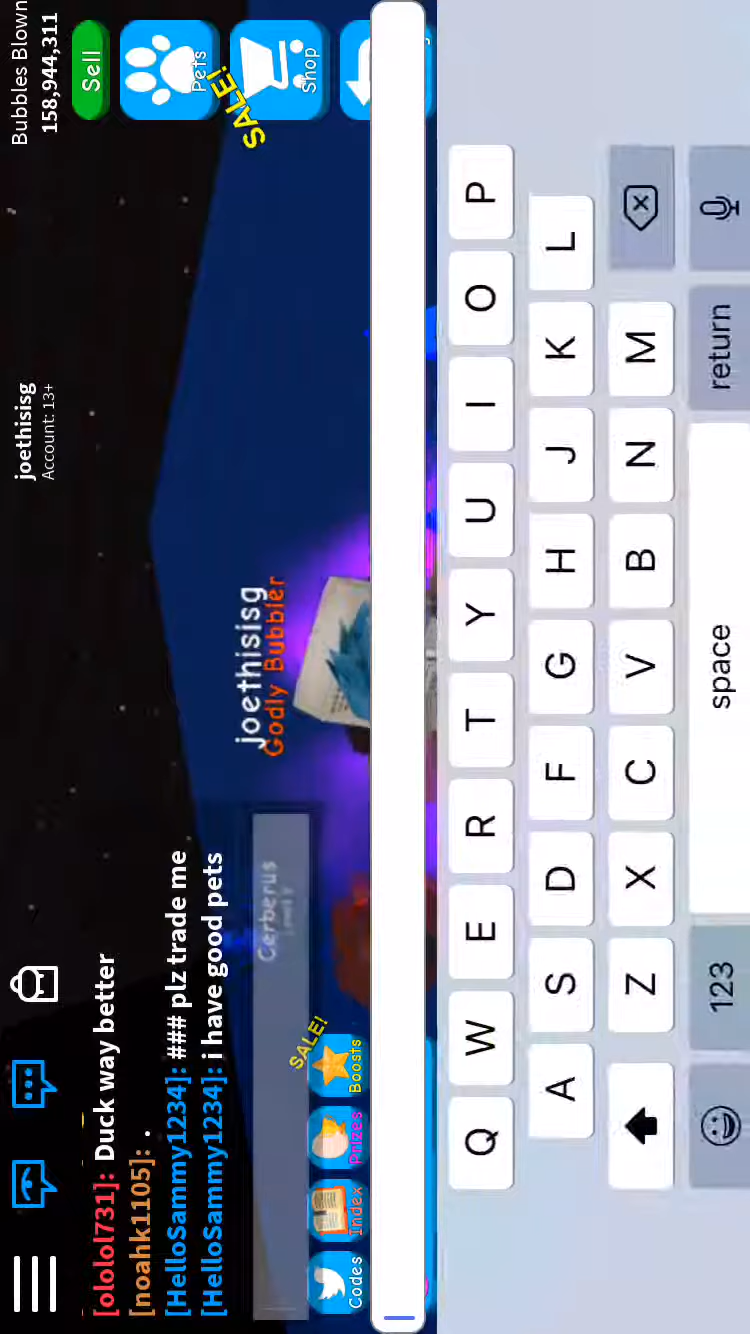 joethisisg
Account: 13+
Bubbles Blown
158,944,311
[ololol731]: Duck way better
[noahk1105]: .
[HelloSammy1234]: ### plz trade me
[HelloSammy1234]: i have good pets
Sell
Pets
SALE!
Shop
joethisisg
Godly Bubbler
Cerberus
SALE!
Codes
Index
Prizes
Boosts
Q W E R T Y U I O P
A S D F G H J K L
Z X C V B N M
123
space
return